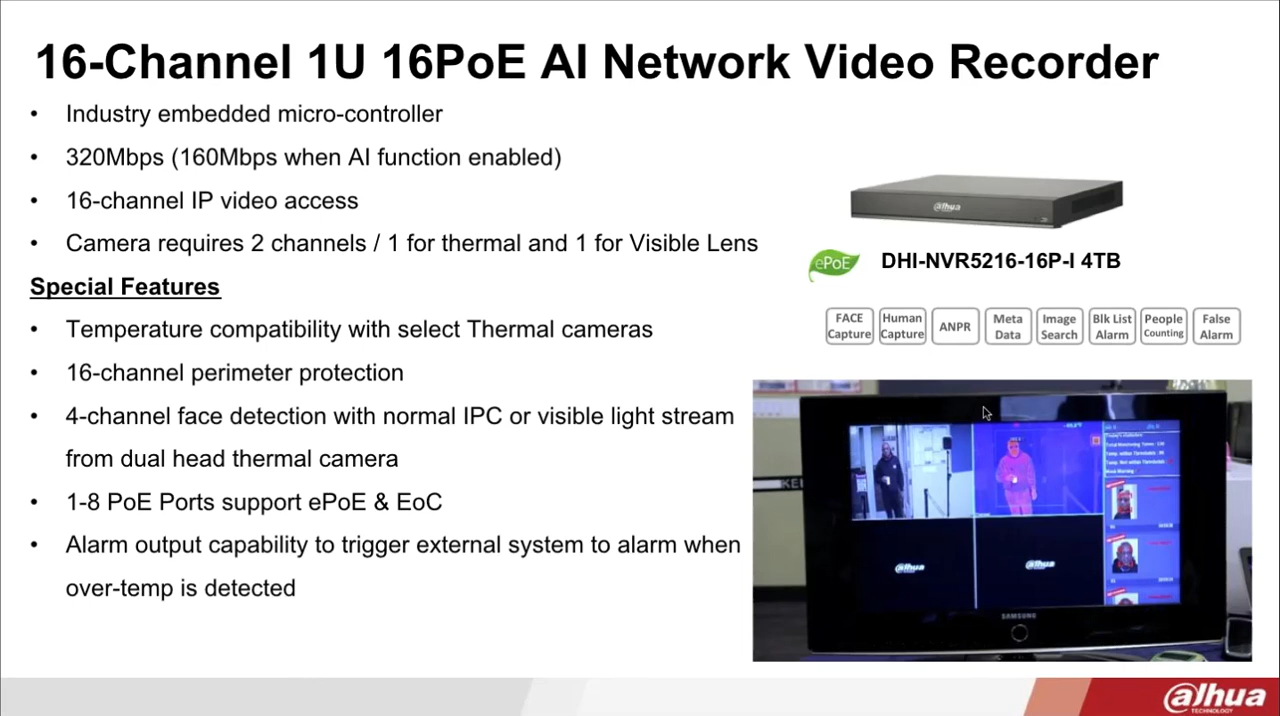 16-Channel 1U 16PoE AI Network Video Recorder
• Industry embedded micro-controller
• 320Mbps (160Mbps when AI function enabled)
• 16-channel IP video access
• Camera requires 2 channels / 1 for thermal and 1 for Visible Lens
Special Features
• Temperature compatibility with select Thermal cameras
• 16-channel perimeter protection
• 4-channel face detection with normal IPC or visible light stream
from dual head thermal camera
• 1-8 PoE Ports support ePoE & EoC
• Alarm output capability to trigger external system to alarm when
over-temp is detected
alhua
ePoE
DHI-NVR5216-16P-I 4TB
FACE
Capture
Human
Capture
ANPR
Meta
Data
Image
Search
Blk List
Alarm
People
Counting
False
Alarm
alhua
alhua
SAMSUNG
alhua
TECHNOLOGY